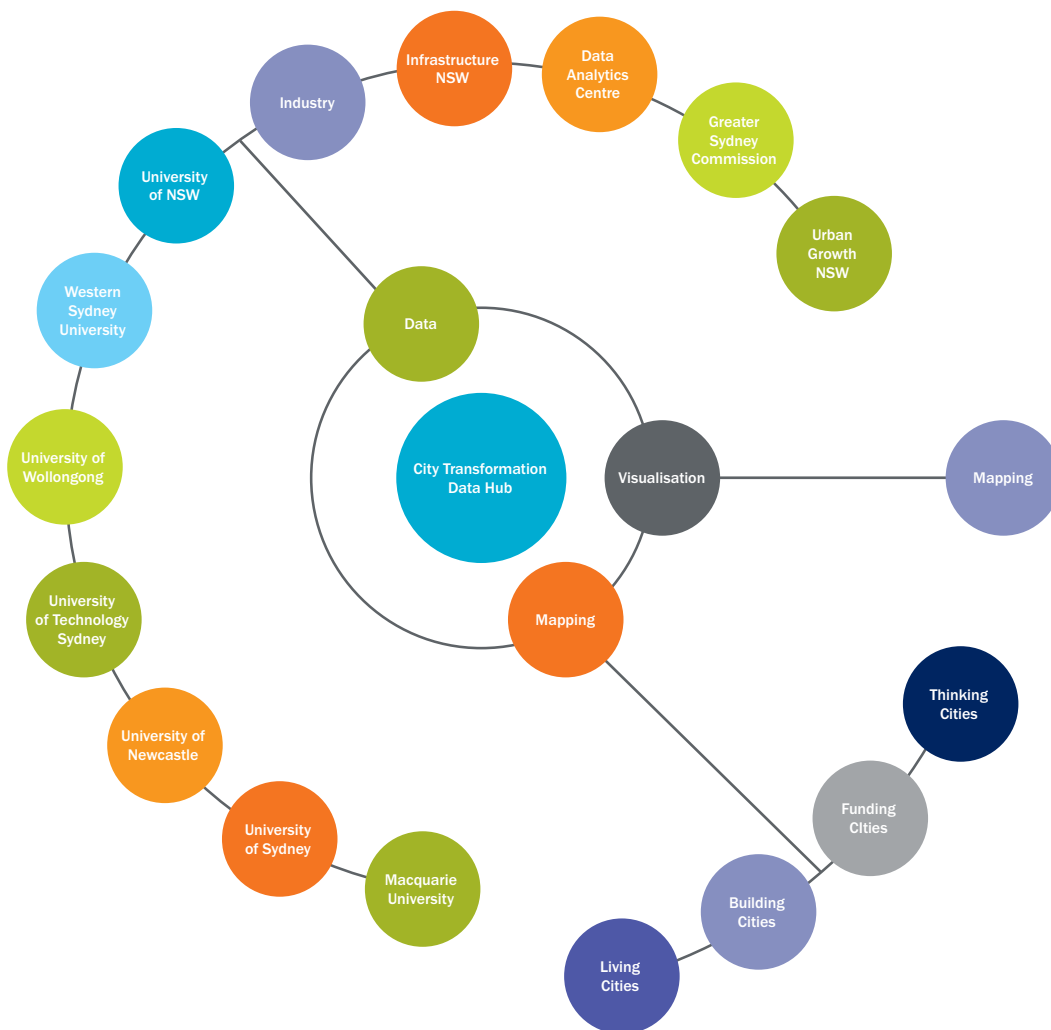 Infrastructure
NSW
Data
Analytics
Centre
Industry
Greater
Sydney
Commission
University
of NSW
Urban
Growth
NSW
Western
Sydney
University
Data
University of
Wollongong
City Transformation
Data Hub
Visualisation
Mapping
University
of Technology
Sydney
Mapping
Thinking
Cities
University of
Newcastle
Funding
CIties
University
of Sydney
Macquarie
University
Building
Cities
Living
Cities